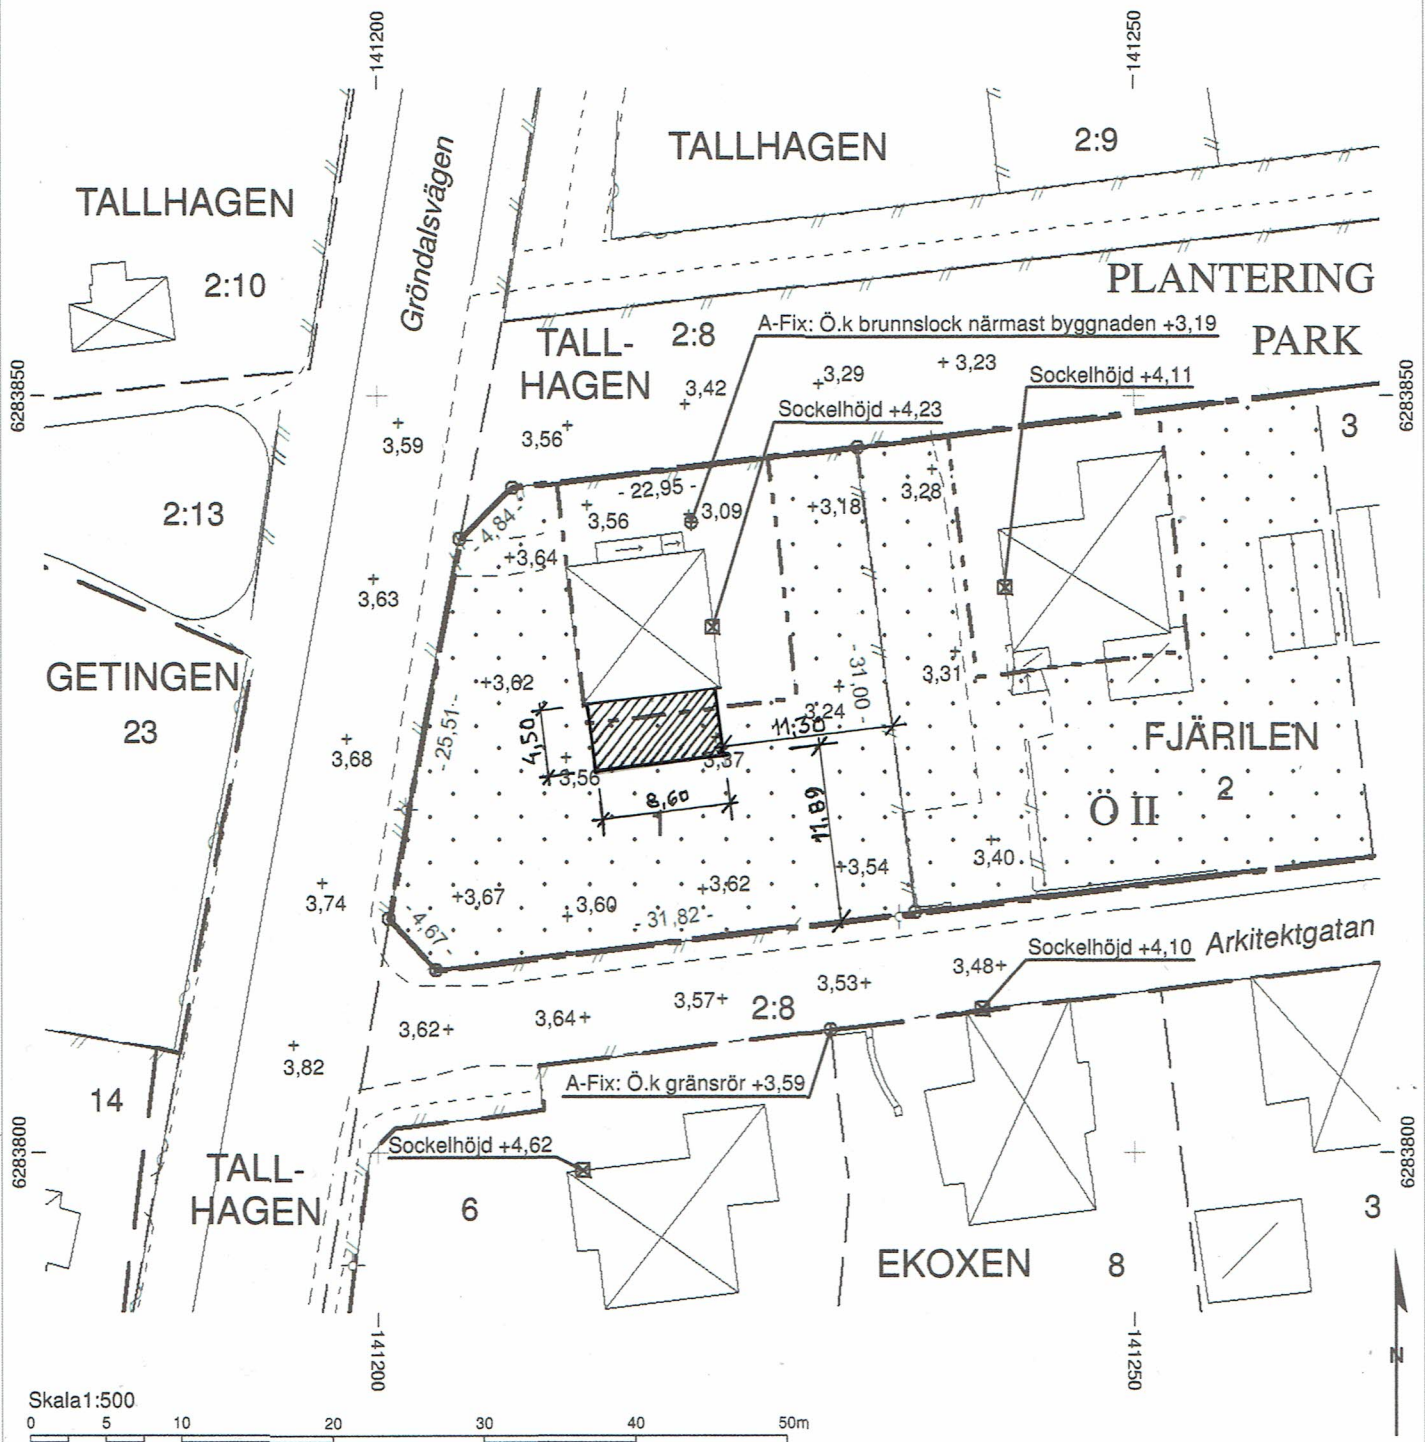 141200
141250
TALLHAGEN
2:9
TALLHAGEN
2:10
Gröndalsvägen
PLANTERING
PARK
TALL-
HAGEN
2:8
A-Fix: Ö.k brunnslock närmast byggnaden +3,19
3,42
3,29
3,23
Sockelhöjd +4,11
Sockelhöjd +4,23
6283850
6283850
3
3,59
3,56
2:13
- 22,95 -
3,56
3,09
3,18
3,28
- 4,84 -
3,64
3,63
GETINGEN
23
3,62
3,31
- 31,00 -
3,24
- 25,51 -
4,50
11,30
3,37
3,56
3,68
FJÄRILEN
2
Ö II
8,60
11,89
3,54
3,40
3,74
3,67
3,60
3,62
- 4,67 -
- 31,82 -
Arkitektgatan
Sockelhöjd +4,10
3,48
3,53
3,57
2:8
3,64
3,62
3,82
14
A-Fix: Ö.k gränsrör +3,59
Sockelhöjd +4,62
6283800
6283800
TALL-
HAGEN
6
EKOXEN
8
3
141200
141250
N
Skala1:500
0 5 10 20 30 40 50m